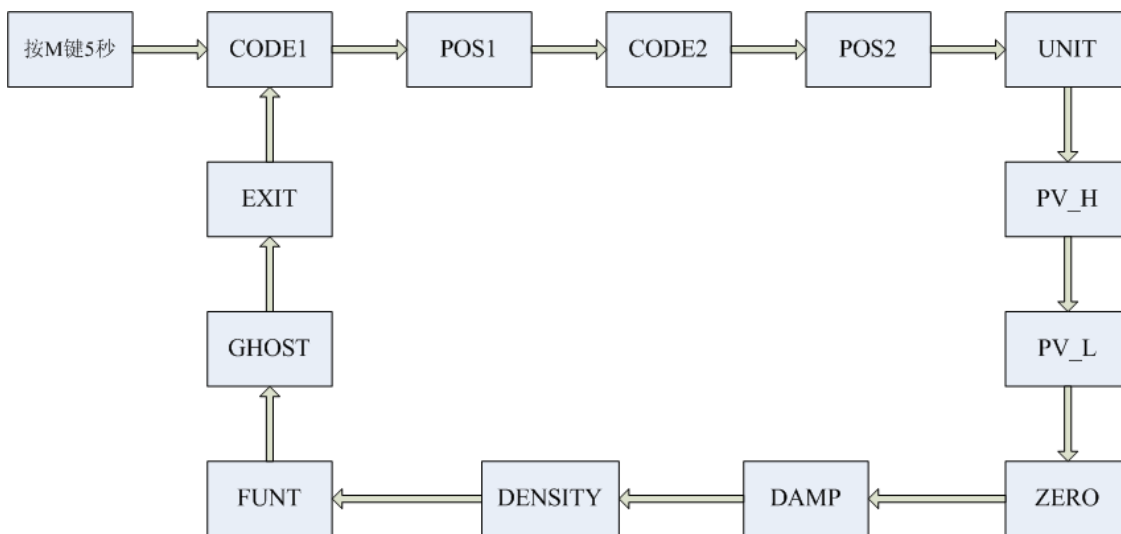 按M键5秒
CODE1
POS1
CODE2
POS2
UNIT
PV_H
PV_L
ZERO
DAMP
DENSITY
FUNT
GHOST
EXIT